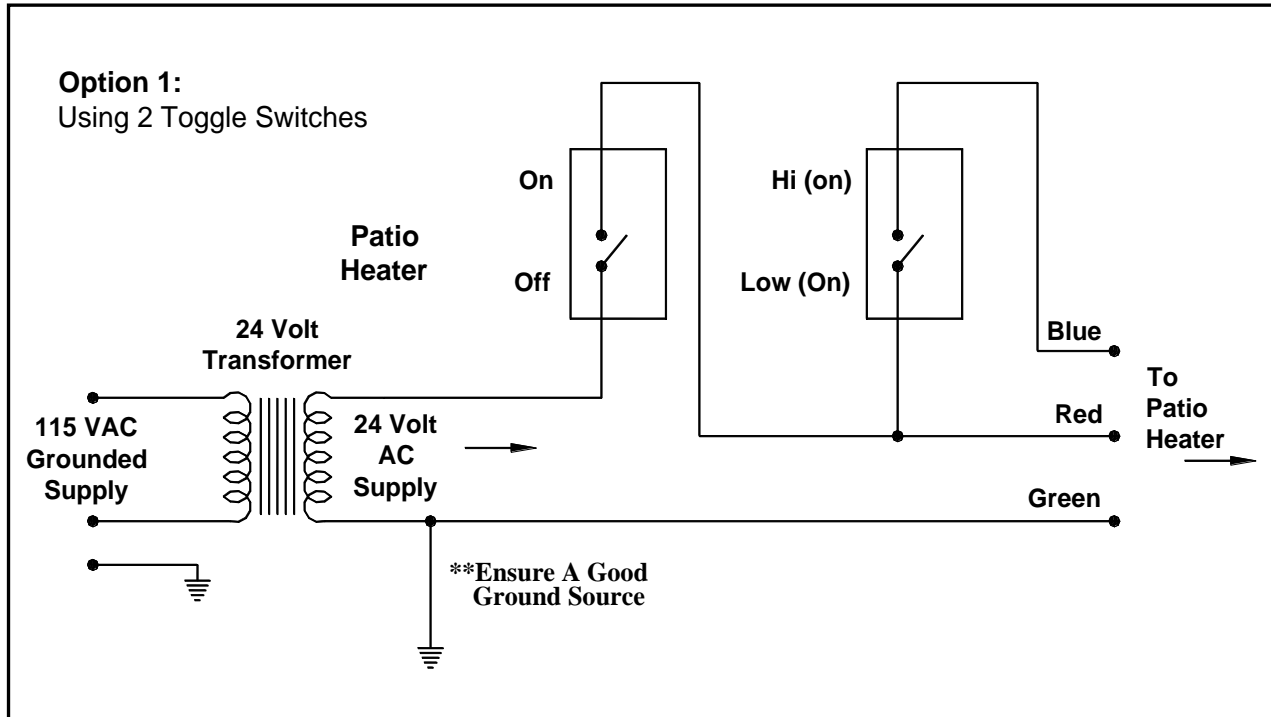 Option 1:
Using 2 Toggle Switches
On
Off
Patio
Heater
Hi (on)
Low (On)
24 Volt
Transformer
115 VAC
Grounded
Supply
24 Volt
AC
Supply
Blue
Red
Green
To
Patio
Heater
**Ensure A Good
Ground Source